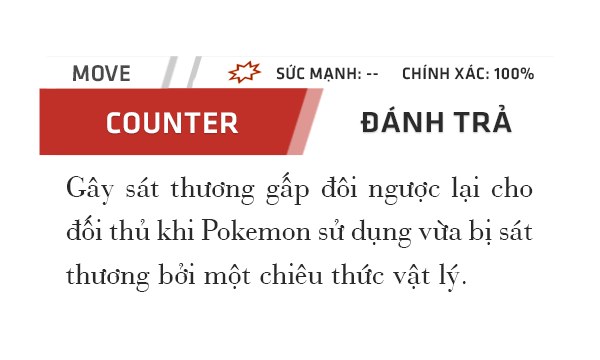 MOVE
SỨC MẠNH: -- CHÍNH XÁC: 100%
COUNTER
ĐÁNH TRẢ
Gây sát thương gấp đôi ngược lại cho
đối thủ khi Pokemon sử dụng vừa bị sát
thương bởi một chiêu thức vật lý.